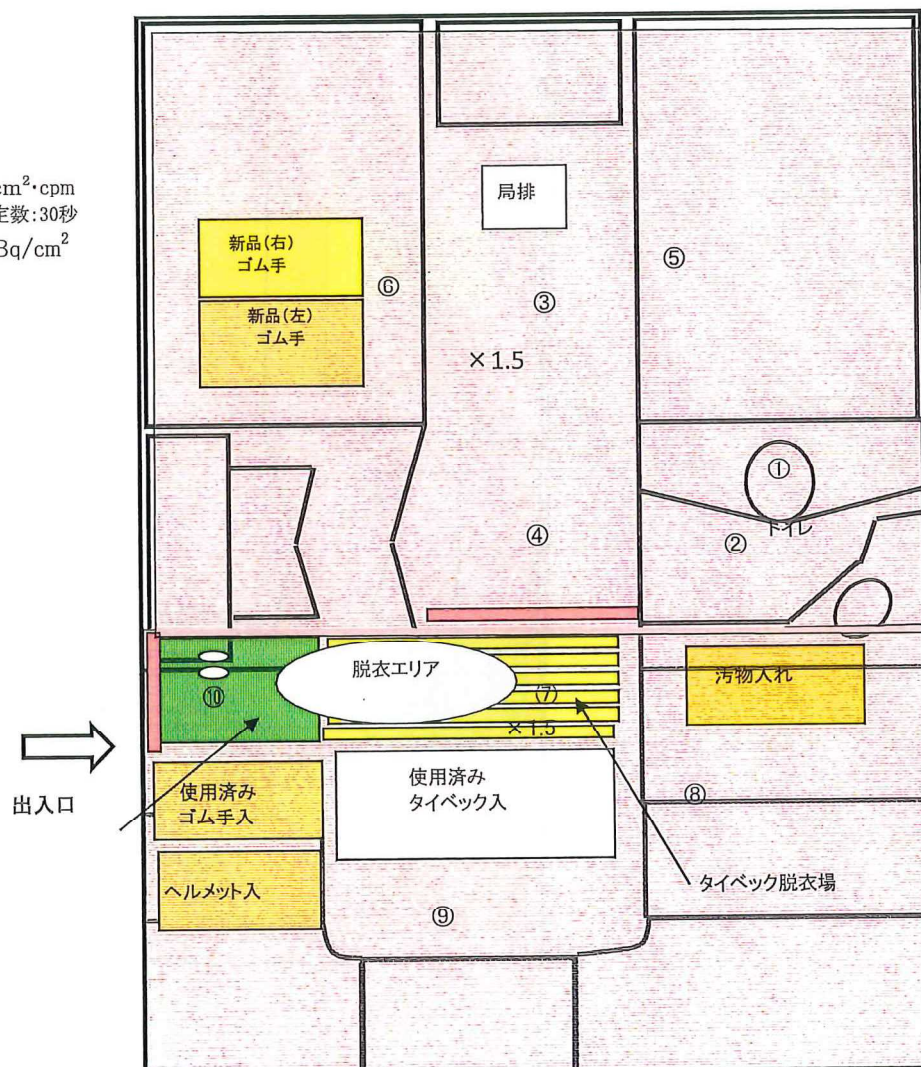 cm²・cpm
定数:30秒
Bq/cm²
局排
新品(右)
ゴム手
⑤
⑥
③
新品(左)
ゴム手
×1.5
①
トイレ
④
②
脱衣エリア
汚物入れ
⑩
⑦
×1.5
出入口
使用済み
ゴム手入
使用済み
タイベック入
⑧
ヘルメット入
タイベック脱衣場
⑨